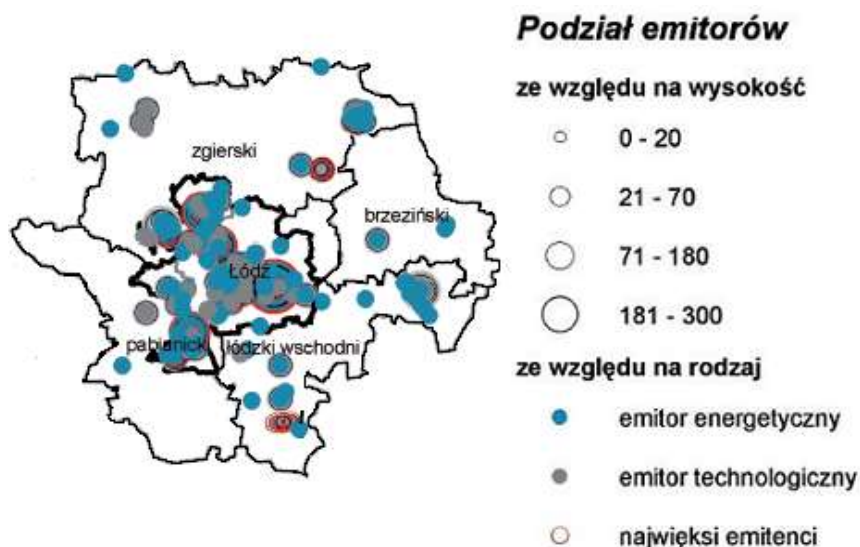 Podział emitorów
ze względu na wysokość
0 - 20
21 - 70
71 - 180
181 - 300
ze względu na rodzaj
emitor energetyczny
emitor technologiczny
najwięksi emitenci
zgierski
brzeziński
Łódź
pabianicki
łódzki wschodni